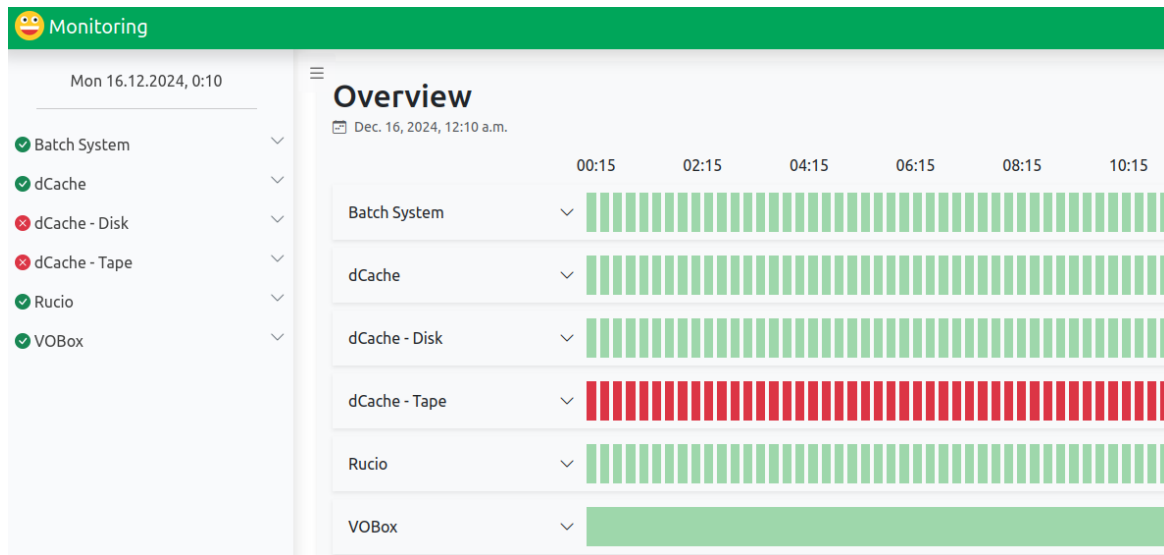 Monitoring
Mon 16.12.2024, 0:10
Batch System
dCache
dCache - Disk
dCache - Tape
Rucio
VOBox
Overview
Dec. 16, 2024, 12:10 a.m.
00:15 02:15 04:15 06:15 08:15 10:15
Batch System
dCache
dCache - Disk
dCache - Tape
Rucio
VOBox